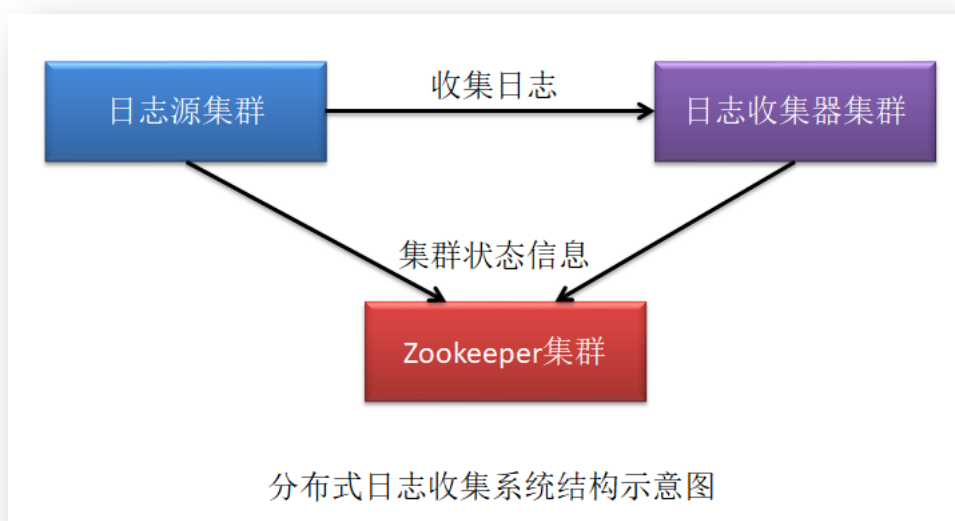 收集日志
日志源集群
日志收集器集群
集群状态信息
Zookeeper集群
分布式日志收集系统结构示意图